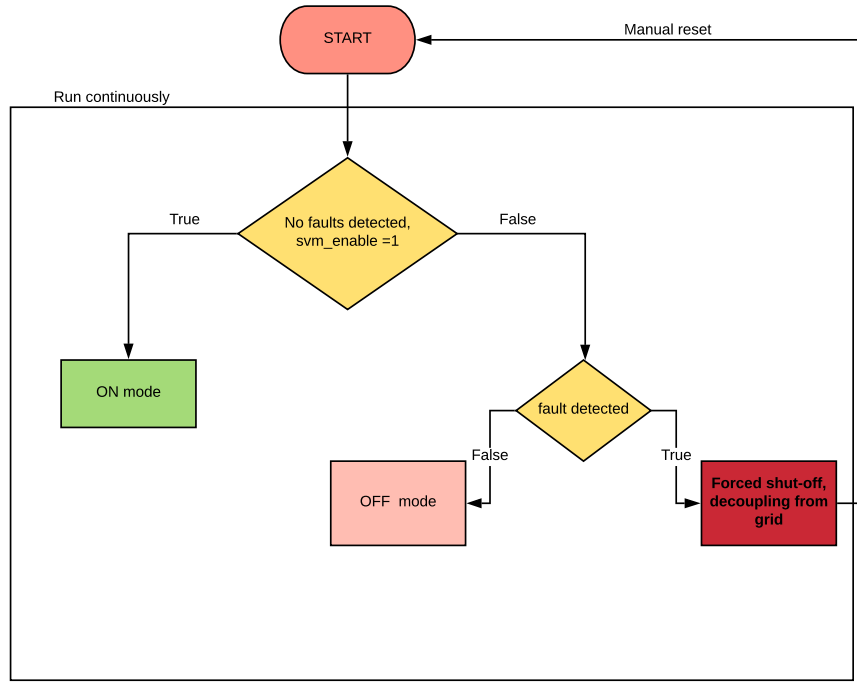 START
Manual reset
Run continuously
True
No faults detected,
svm_enable =1
False
ON mode
fault detected
False
True
OFF  mode
Forced shut-off,
decoupling from
grid